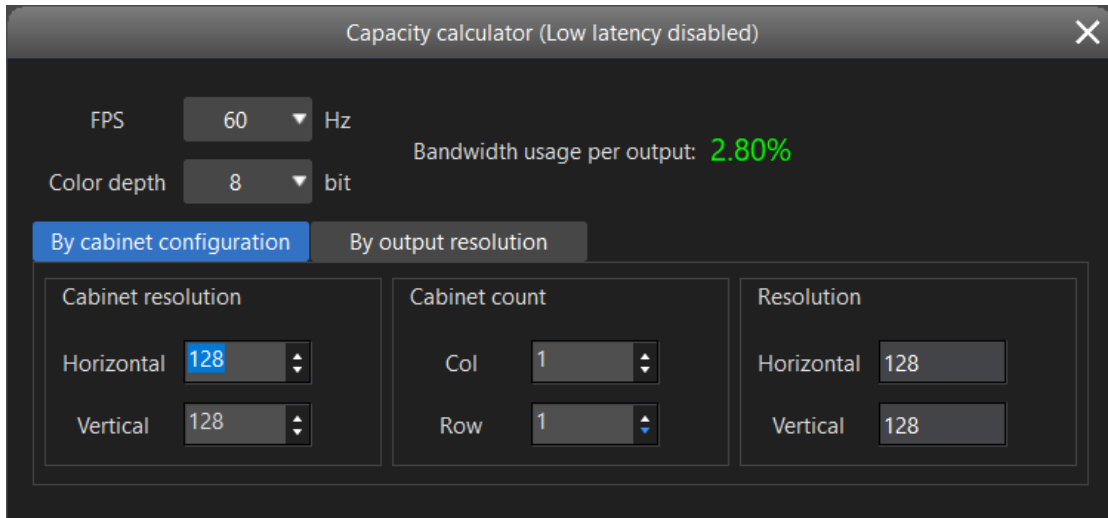 Capacity calculator (Low latency disabled)
FPS 60 Hz
Bandwidth usage per output: 2.80%
Color depth 8 bit
By cabinet configuration By output resolution
Cabinet resolution Cabinet count Resolution
Horizontal 128 Col 1 Horizontal 128
Vertical 128 Row 1 Vertical 128